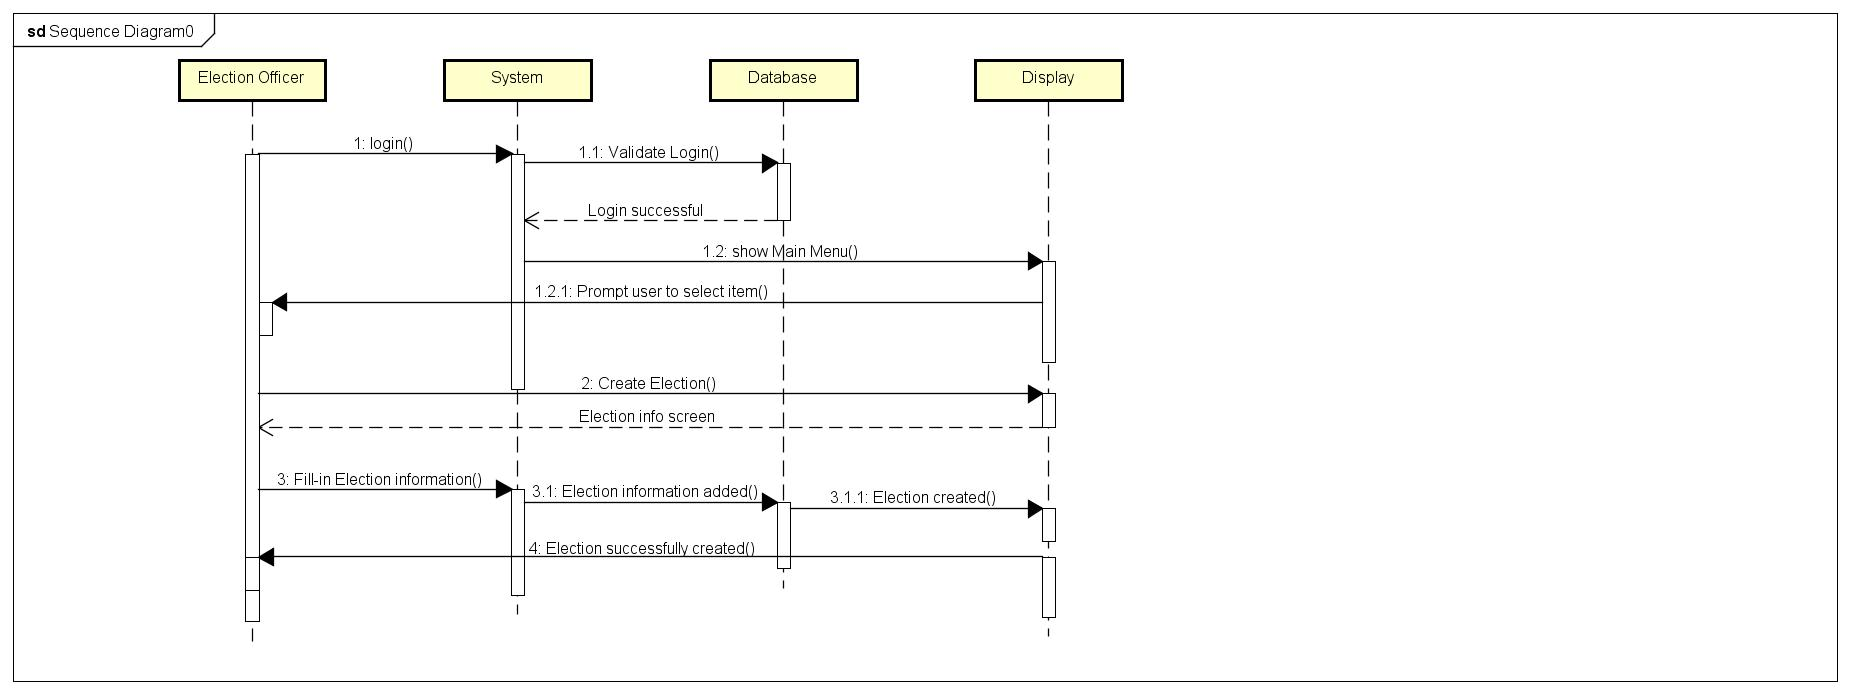 sd Sequence Diagram0
Election Officer
System
Database
Display
1: login()
1.1: Validate Login()
Login successful
1.2: show Main Menu()
1.2.1: Prompt user to select item()
2: Create Election()
Election info screen
3: Fill-in Election information()
3.1: Election information added()
3.1.1: Election created()
4: Election successfully created()